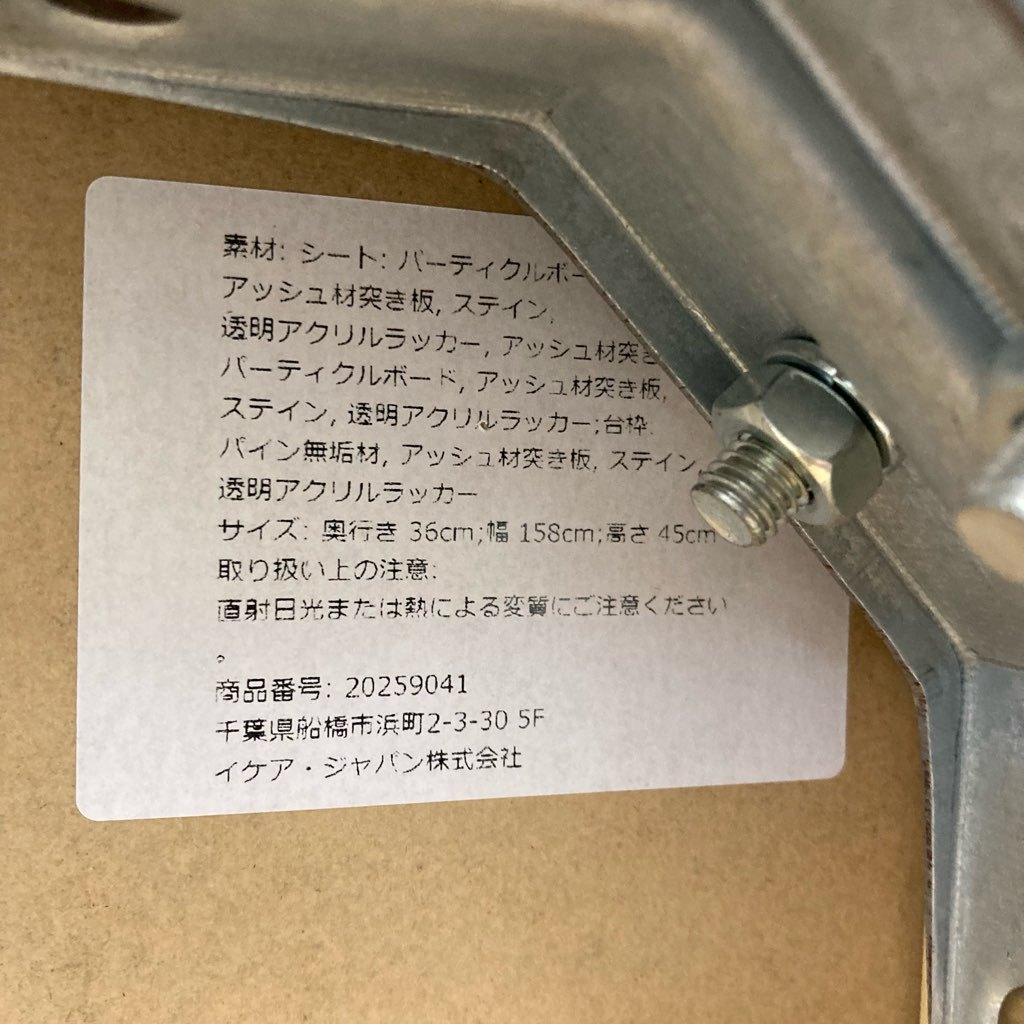 素材: シート: パーティクルボー
アッシュ材突き板, ステイン,
透明アクリルラッカー, アッシュ材突き
パーティクルボード, アッシュ材突き板,
ステイン, 透明アクリルラッカー;台枠:
パイン無垢材, アッシュ材突き板, ステイン,
透明アクリルラッカー
サイズ: 奥行き 36cm;幅 158cm;高さ 45cm
取り扱い上の注意:
直射日光または熱による変質にご注意ください
。
商品番号: 20259041
千葉県船橋市浜町2-3-30 5F
イケア・ジャパン株式会社